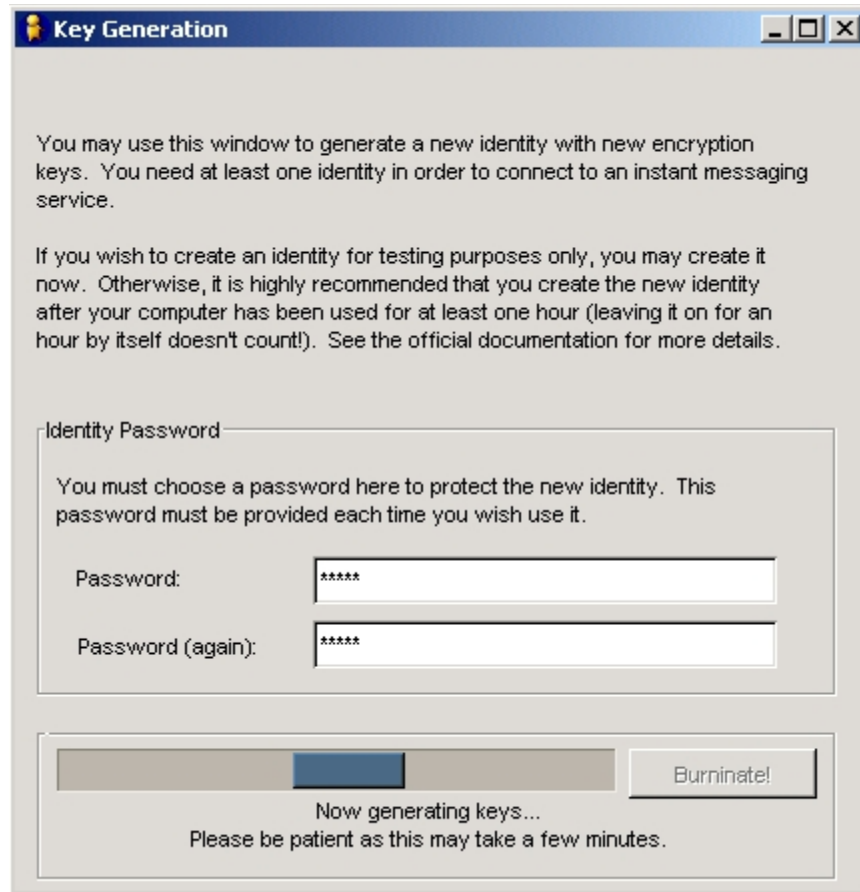 Key Generation
You may use this window to generate a new identity with new encryption
keys.  You need at least one identity in order to connect to an instant messaging
service.
If you wish to create an identity for testing purposes only, you may create it
now.  Otherwise, it is highly recommended that you create the new identity
after your computer has been used for at least one hour (leaving it on for an
hour by itself doesn't count!).  See the official documentation for more details.
Identity Password
You must choose a password here to protect the new identity.  This
password must be provided each time you wish use it.
Password: *****
Password (again): *****
Burninate!
Now generating keys...
Please be patient as this may take a few minutes.